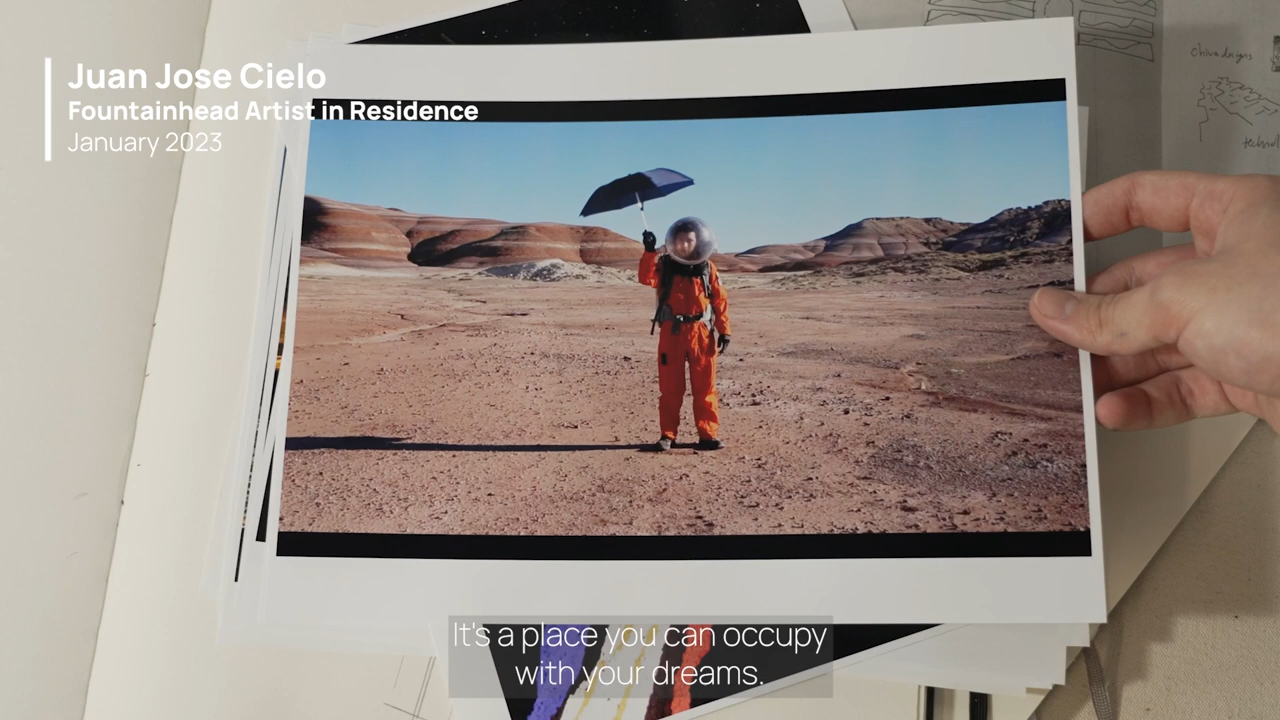 Juan Jose Cielo
Fountainhead Artist in Residence
January 2023
It's a place you can occupy
with your dreams.